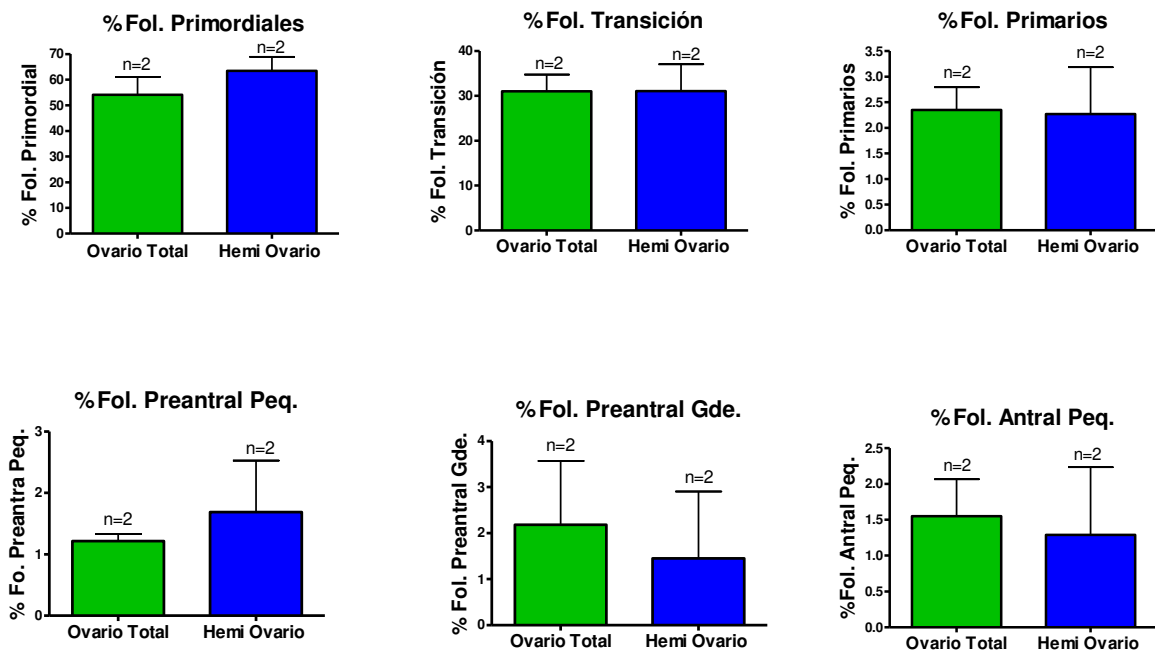 %Fol. Primordiales
% Fol. Primordial
70
60
50
40
30
20
10
0
n=2
n=2
Ovario Total
Hemi Ovario
%Fol. Transición
% Fol. Transición
40
30
20
10
0
n=2
n=2
Ovario Total
Hemi Ovario
%Fol. Primarios
% Fol. Primarios
3.5
3.0
2.5
2.0
1.5
1.0
0.5
0.0
n=2
n=2
Ovario Total
Hemi Ovario
%Fol. Preantral Peq.
% Fo. Preantra Peq.
3
2
1
0
n=2
n=2
Ovario Total
Hemi Ovario
%Fol. Preantral Gde.
% Fol. Preantral Gde.
4
3
2
1
0
n=2
n=2
Ovario Total
Hemi Ovario
%Fol. Antral Peq.
%Fol. Antral Peq.
2.5
2.0
1.5
1.0
0.5
0.0
n=2
n=2
Ovario Total
Hemi Ovario